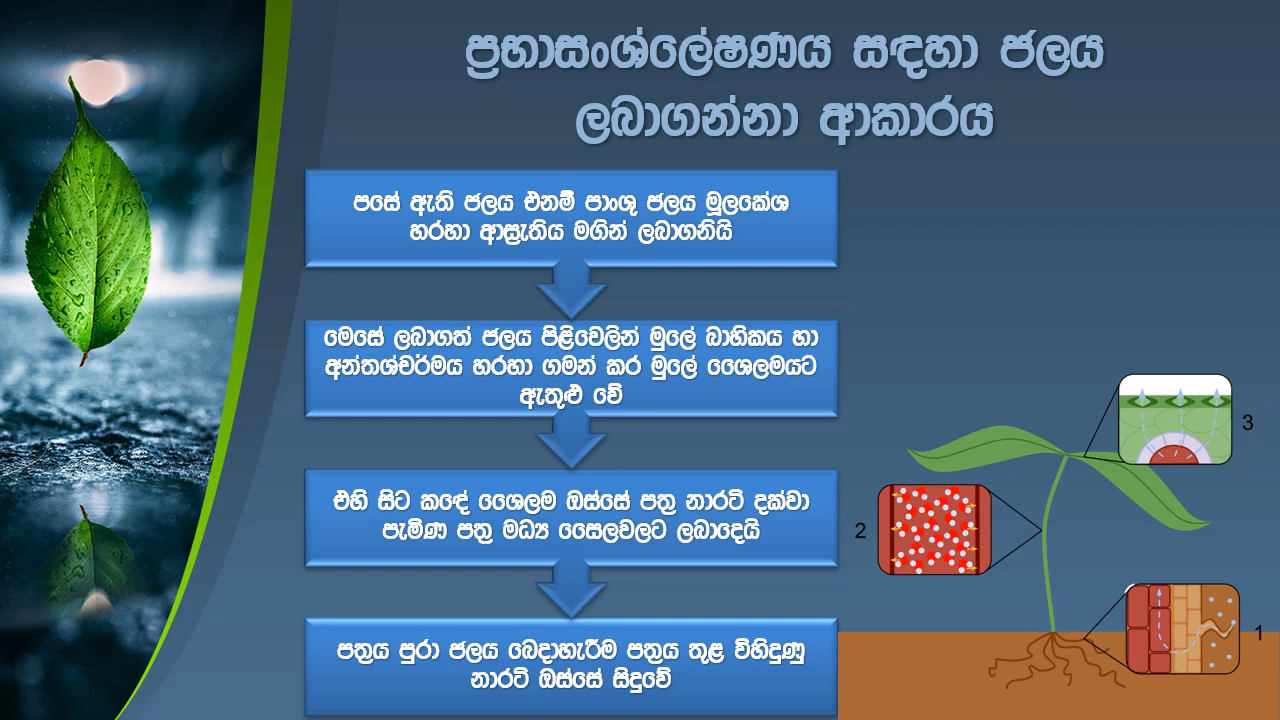 ප්‍රභාසංශ්ලේෂණය සඳහා ජලය
ලබාගන්නා ආකාරය
පසේ ඇති ජලය එනම් පාංශු ජලය මූලකේශ
හරහා ආස්‍රැතිය මගින් ලබාගනියි
මෙසේ ලබාගත් ජලය පිළිවෙලින් මුලේ බාහිකය හා
අන්තශ්චර්මය හරහා ගමන් කර මුලේ ශෛලමයට
ඇතුළු වේ
එහි සිට කඳේ ශෛලම ඔස්සේ පත්‍ර නාරටි දක්වා
පැමිණ පත්‍ර මධ්‍ය සෛලවලට ලබාදෙයි
පත්‍රය පුරා ජලය බෙදාහැරීම පත්‍රය තුළ විහිදුණු
නාරටි ඔස්සේ සිදුවේ
3
2
1